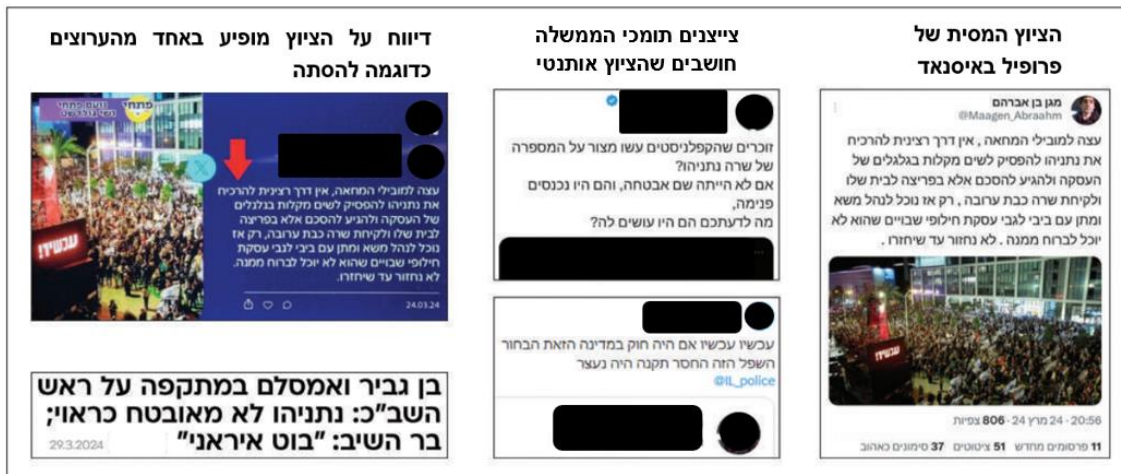 הציוץ המסית של
פרופיל באיסנאד
מגן בן אברהם
@Maagen_Abraahm
עצה למובילי המחאה , אין דרך רצינית להרכיח
את נתניהו להפסיק לשים מקלות בגלגלים של
העסקה ולהגיע להסכם אלא בפריצה לבית שלו
ולקיחת שרה כבת ערובה , רק אז נוכל לנהל משא
ומתן עם ביבי לגבי עסקת חילופי שבויים שהוא לא
יוכל לברוח ממנה . לא נחזור עד שיחזרו .
עכשיו!
20:56 · 24 מרץ 24 · 806 צפיות
11 פרסומים מחדש 51 ציטוטים 37 סימונים כאהוב
צייצנים תומכי הממשלה
חושבים שהציוץ אותנטי
זוכרים שהקפלניסטים עשו מצור על המספרה
של שרה נתניהו?
אם לא הייתה שם אבטחה, והם היו נכנסים
פנימה,
מה לדעתכם הם היו עושים לה?
עכשיו עכשיו אם היה חוק במדינה הזאת הבחור
השפל הזה החסר תקנה היה נעצר
@IL_police
דיווח על הציוץ מופיע באחד מהערוצים
כדוגמה להסתה
פתחי
עצה למובילי המחאה, אין דרך רצינית להרכיח
את נתניהו להפסיק לשים מקלות בגלגלים
של העסקה ולהגיע להסכם אלא בפריצה
לבית שלו ולקיחת שרה כבת ערובה, רק אז
נוכל לנהל משא ומתן עם ביבי לגבי עסקת
חילופי שבויים שהוא לא יוכל לברוח ממנה.
לא נחזור עד שיחזרו.
24.03.24
עכשיו!
בן גביר ואמסלם במתקפה על ראש
השב"כ: נתניהו לא מאובטח כראוי;
בר השיב: "בוט איראני"
29.3.2024